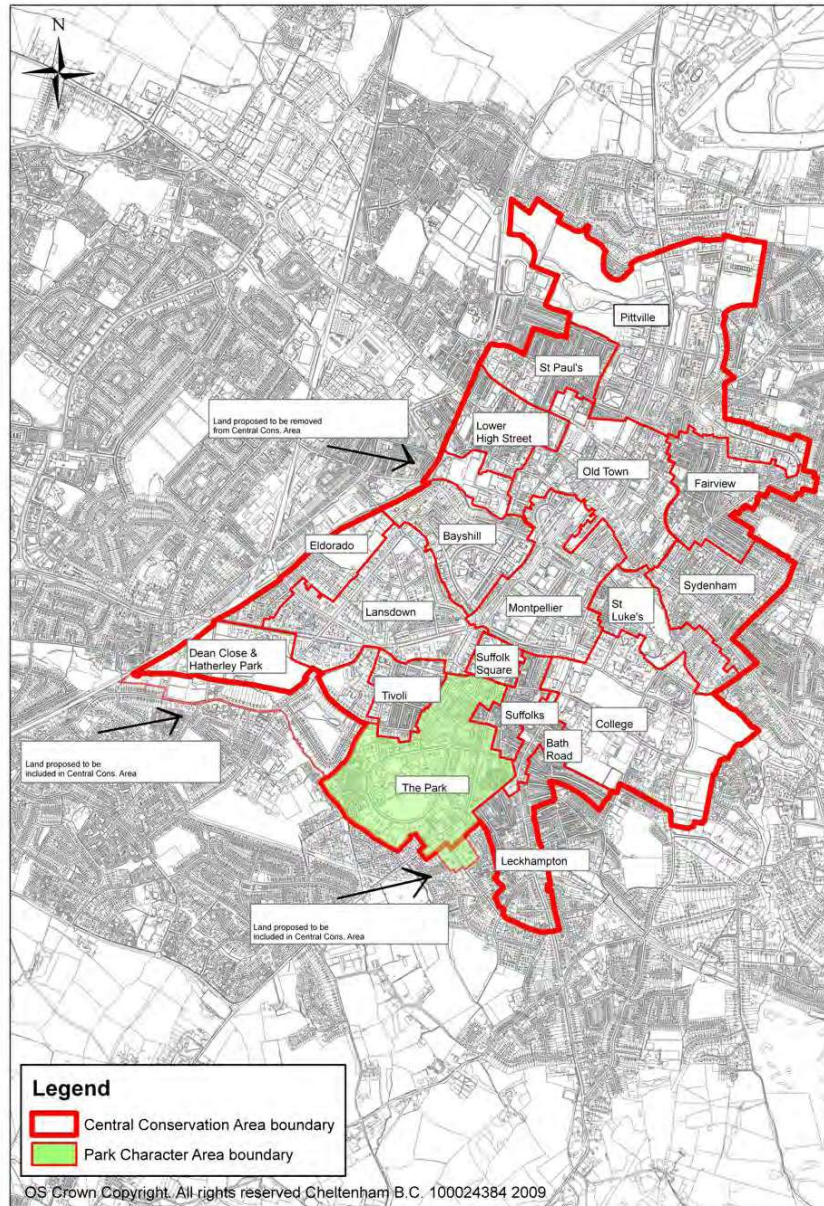 N
Pittville
St Paul's
Land proposed to be removed
from Central Cons. Area
Lower
High Street
Old Town
Fairview
Eldorado
Bayshill
Sydenham
Lansdown
Montpellier
St
Luke's
Dean Close &
Hatherley Park
Suffolk
Square
Tivoli
Suffolks
College
Bath
Road
Land proposed to be
included in Central Cons. Area
The Park
Leckhampton
Land proposed to be
included in Central Cons. Area
Legend
Central Conservation Area boundary
Park Character Area boundary
OS Crown Copyright. All rights reserved Cheltenham B.C. 100024384 2009